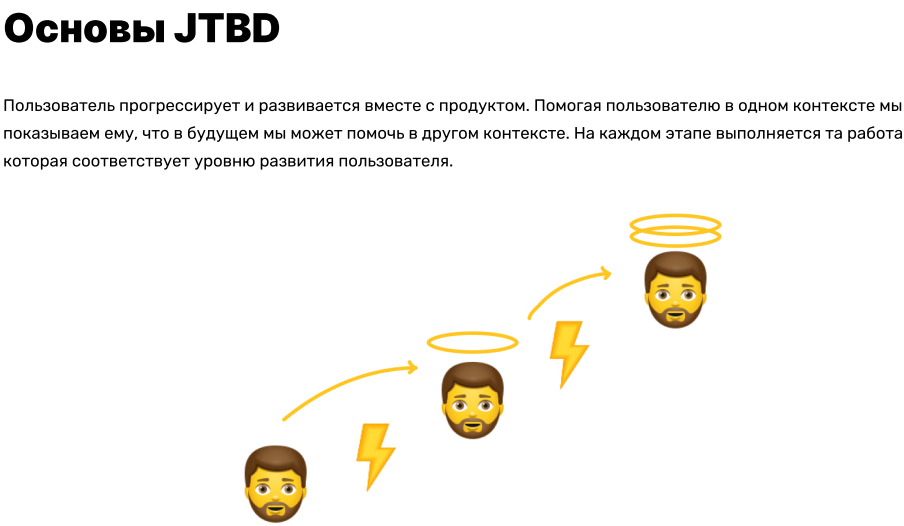 Основы JTBD
Пользователь прогрессирует и развивается вместе с продуктом. Помогая пользователю в одном контексте мы
показываем ему, что в будущем мы может помочь в другом контексте. На каждом этапе выполняется та работа
которая соответствует уровню развития пользователя.